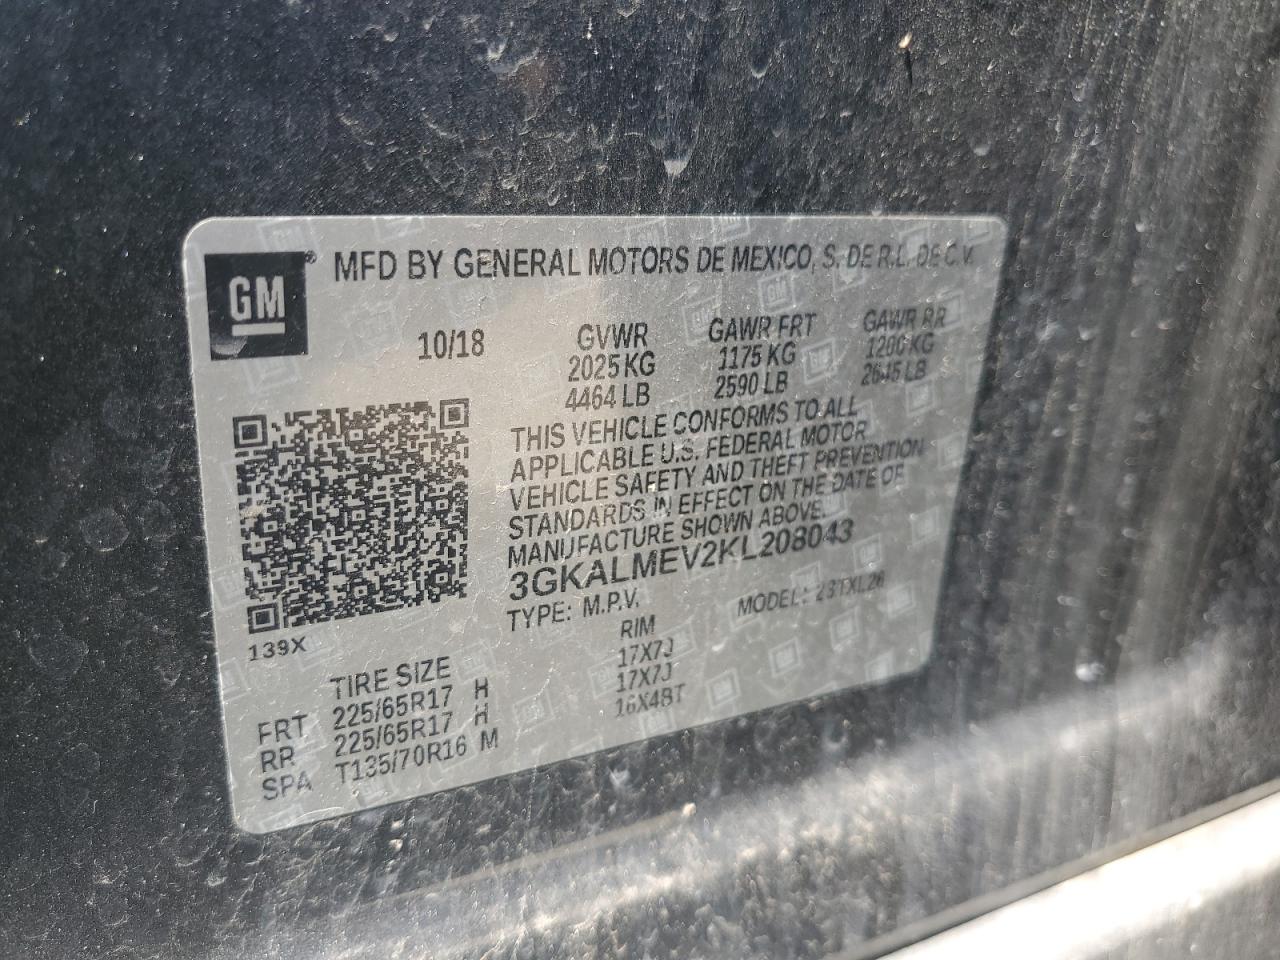 GM ® MFD BY GENERAL MOTORS DE MEXICO, S. DE R.L. DE C.V.
10/18 GVWR GAWR FRT GAWR RR
2025 KG 1175 KG 1200 KG
4464 LB 2590 LB 2645 LB
THIS VEHICLE CONFORMS TO ALL
APPLICABLE U.S. FEDERAL MOTOR
VEHICLE SAFETY AND THEFT PREVENTION
STANDARDS IN EFFECT ON THE DATE OF
MANUFACTURE SHOWN ABOVE.
3GKALMEV2KL208043
TYPE: M.P.V. MODEL:
139X
TIRE SIZE RIM
FRT 225/65R17 H 17X7J
RR 225/65R17 H 17X7J
SPA T135/70R16 M 16X4BT